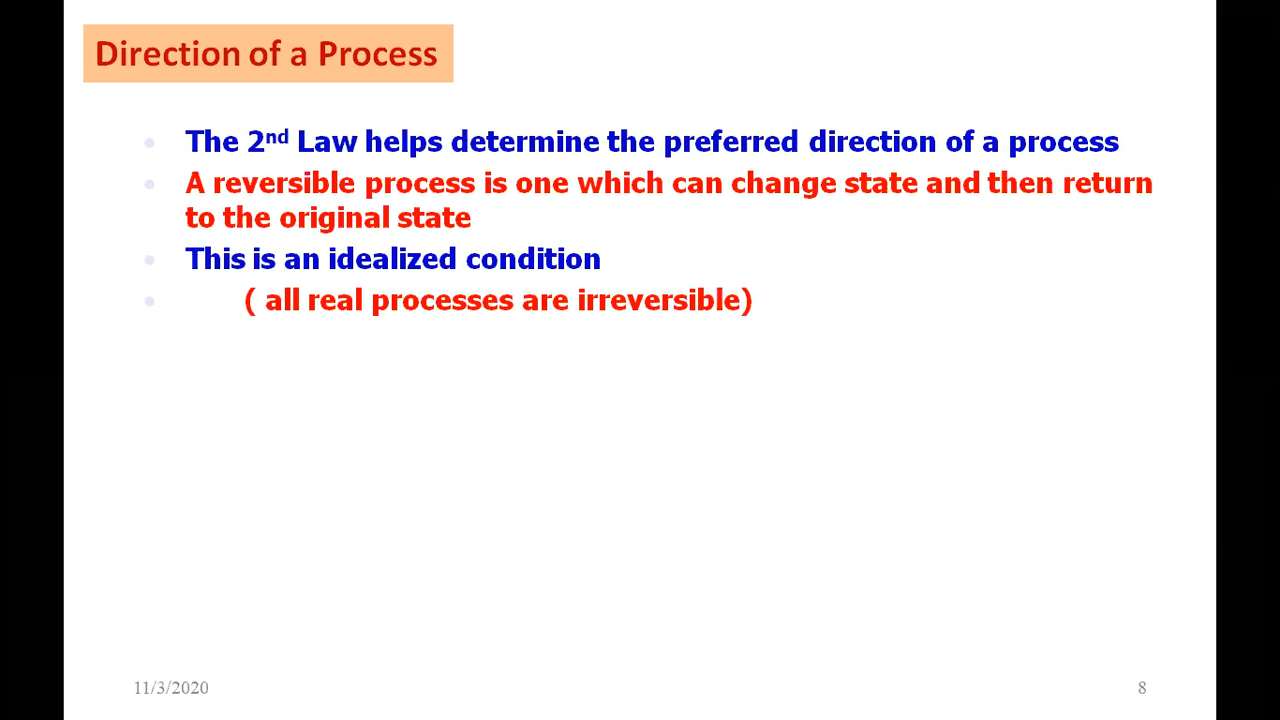 Direction of a Process
• The 2nd Law helps determine the preferred direction of a process
• A reversible process is one which can change state and then return
to the original state
• This is an idealized condition
• ( all real processes are irreversible)
11/3/2020
8